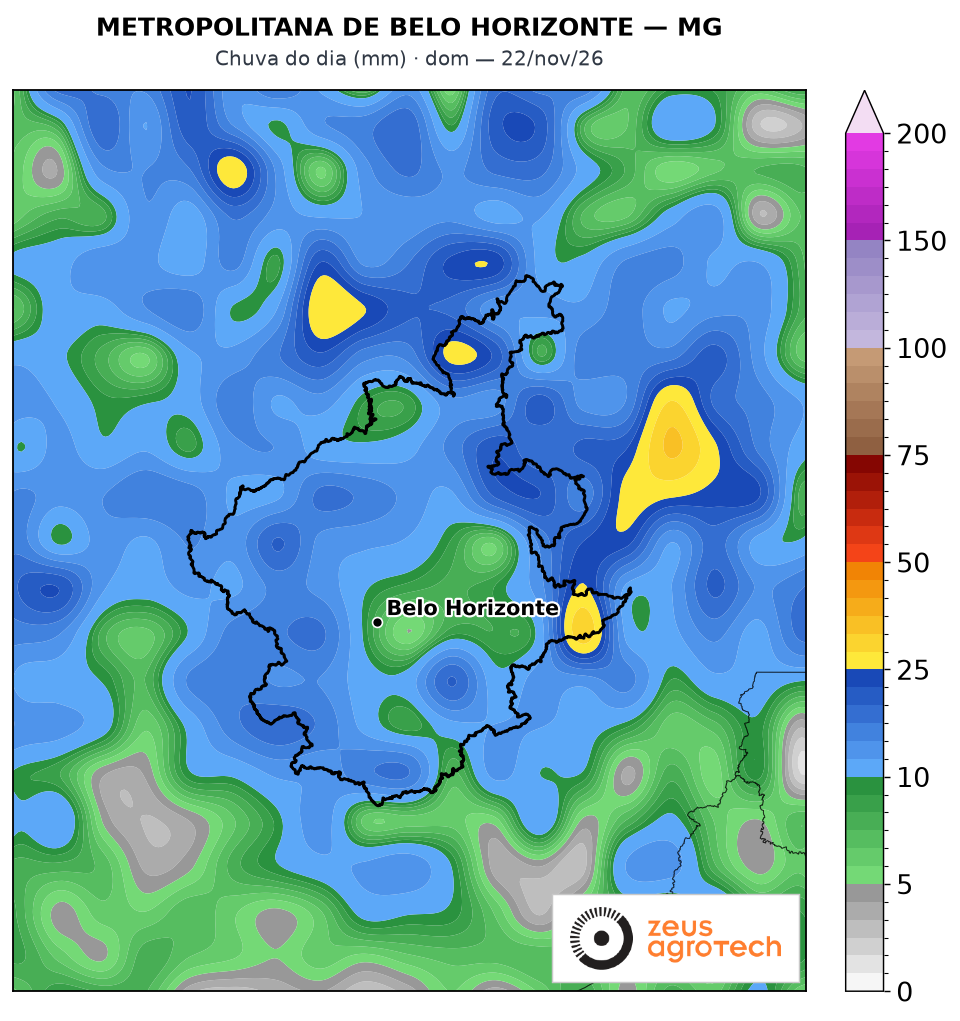 METROPOLITANA DE BELO HORIZONTE — MG
Chuva do dia (mm) · dom — 22/nov/26
200
150
100
75
50
25
10
5
0
Belo Horizonte
zeus
agrotech